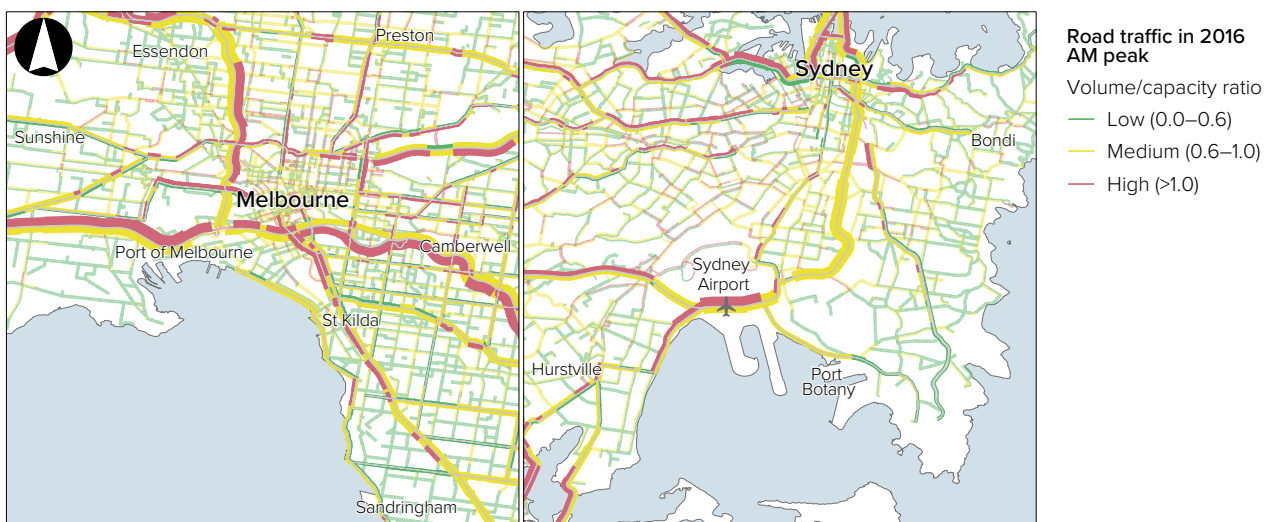 Essendon
Preston
Sunshine
Melbourne
Port of Melbourne
Camberwell
St Kilda
Sandringham
Sydney
Bondi
Sydney
Airport
Hurstville
Port
Botany
Road traffic in 2016
AM peak
Volume/capacity ratio
Low (0.0–0.6)
Medium (0.6–1.0)
High (>1.0)